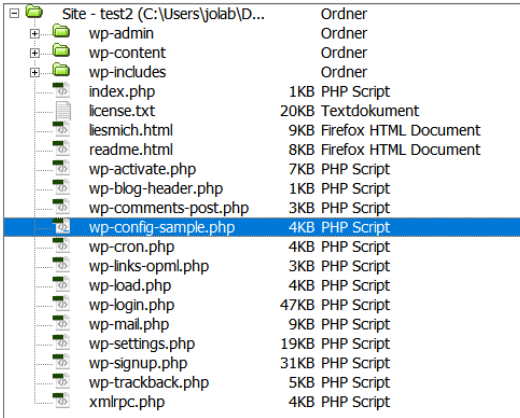 Site - test2 (C:\Users\jolab\D... Ordner
wp-admin Ordner
wp-content Ordner
wp-includes Ordner
index.php 1KB PHP Script
license.txt 20KB Textdokument
liesmich.html 9KB Firefox HTML Document
readme.html 8KB Firefox HTML Document
wp-activate.php 7KB PHP Script
wp-blog-header.php 1KB PHP Script
wp-comments-post.php 3KB PHP Script
wp-config-sample.php 4KB PHP Script
wp-cron.php 4KB PHP Script
wp-links-opml.php 3KB PHP Script
wp-load.php 4KB PHP Script
wp-login.php 47KB PHP Script
wp-mail.php 9KB PHP Script
wp-settings.php 19KB PHP Script
wp-signup.php 31KB PHP Script
wp-trackback.php 5KB PHP Script
xmlrpc.php 4KB PHP Script